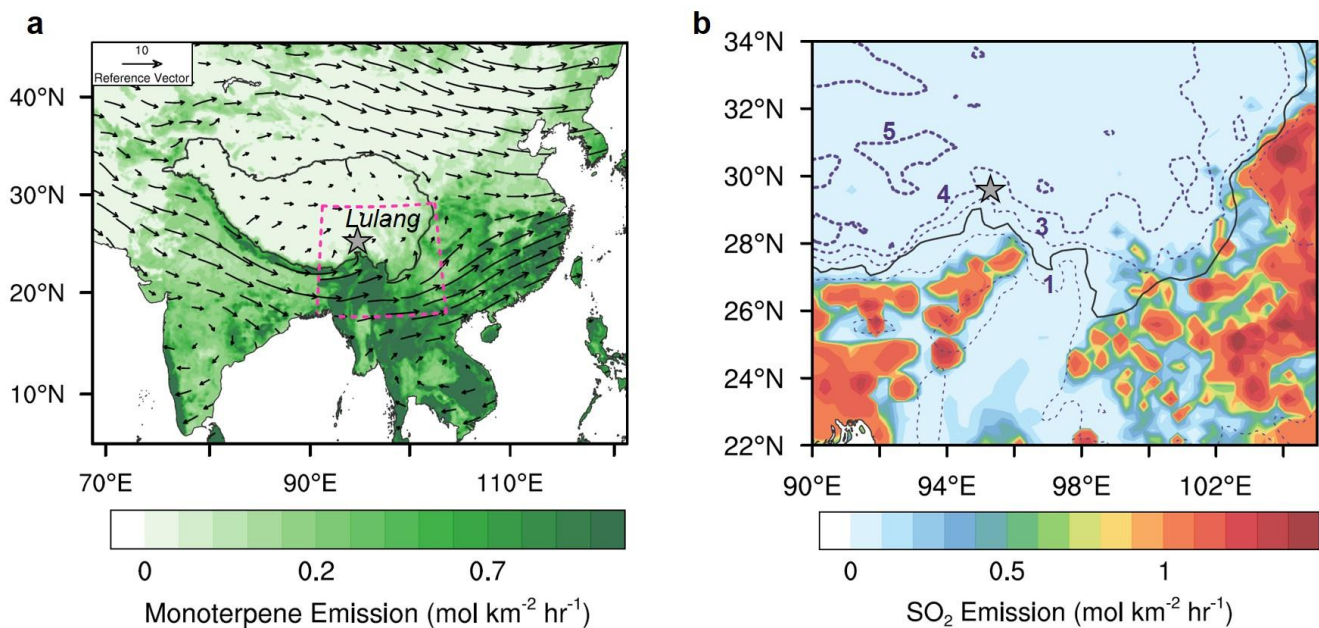 a
10
Reference Vector
40°N
30°N
20°N
10°N
Lulang
70°E 90°E 110°E
0 0.2 0.7
Monoterpene Emission (mol km⁻² hr⁻¹)
b
34°N
32°N
30°N
28°N
26°N
24°N
22°N
5
4
3
1
90°E 94°E 98°E 102°E
0 0.5 1
SO₂ Emission (mol km⁻² hr⁻¹)